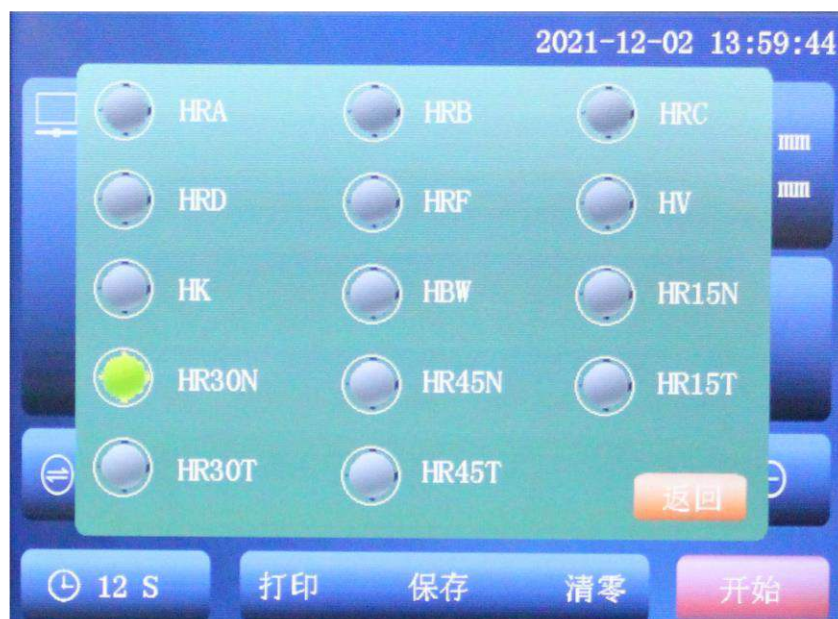 2021-12-02 13:59:44
HRA HRB HRC
mm
HRD HRF HV
mm
HK HBW HR15N
HR30N HR45N HR15T
HR30T HR45T
返回
12 S 打印 保存 清零 开始